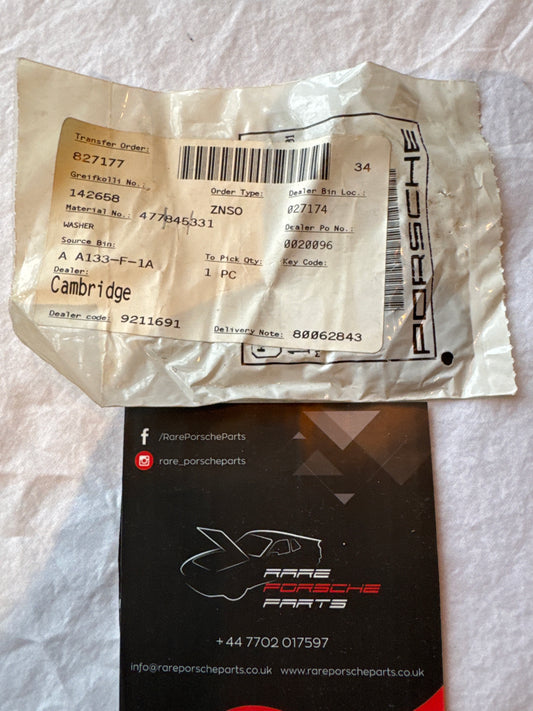 Transfer Order:
827177
34
Greifkolli No.:
142658
Order Type:
ZNSO
Dealer Bin Loc.:
027174
Material No.: 477845331
WASHER
Dealer Po No.:
0020096
Source Bin:
A A133-F-1A
To Pick Qty:
1 PC
Key Code:
Dealer:
Cambridge
Dealer code: 9211691
Delivery Note: 80062843
PORSCHE
/RarePorscheParts
rare_porscheparts
RARE
PORSCHE
PARTS
+44 7702 017597
info@rareporscheparts.co.uk www.rareporscheparts.co.uk